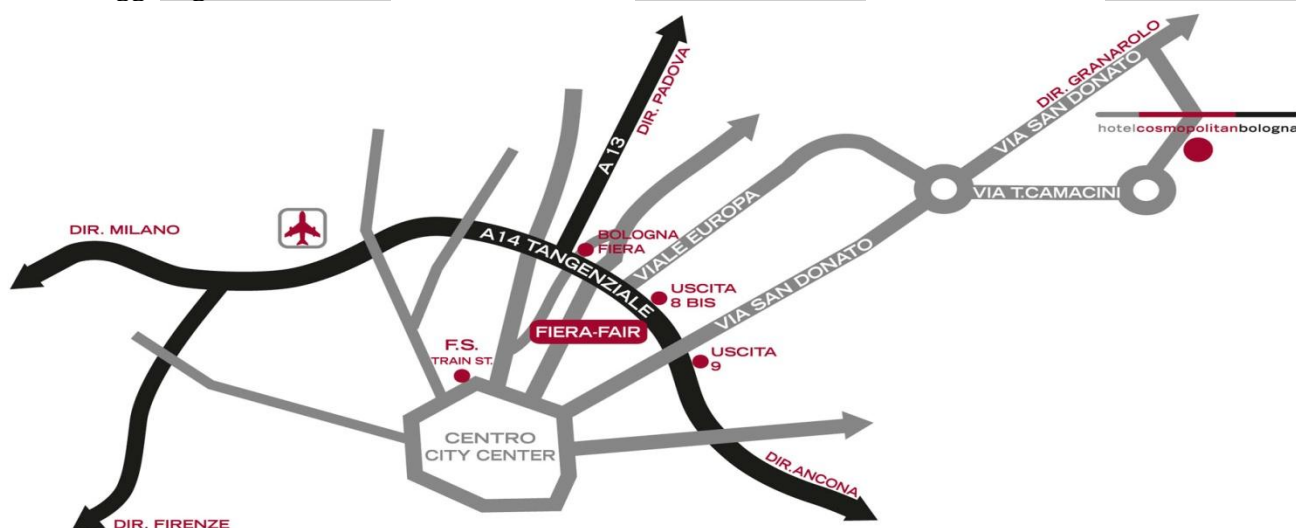 DIR. PADOVA
A 13
DIR. GRANAROLO
VIA SAN DONATO
hotelcosmopolitanbologna
DIR. MILANO
A14 TANGENZIALE
BOLOGNA
FIERA
VIALE EUROPA
VIA T.CAMACINI
USCITA
8 BIS
VIA SAN DONATO
FIERA-FAIR
F.S.
TRAIN ST.
USCITA
9
CENTRO
CITY CENTER
DIR.ANCONA
DIR. FIRENZE